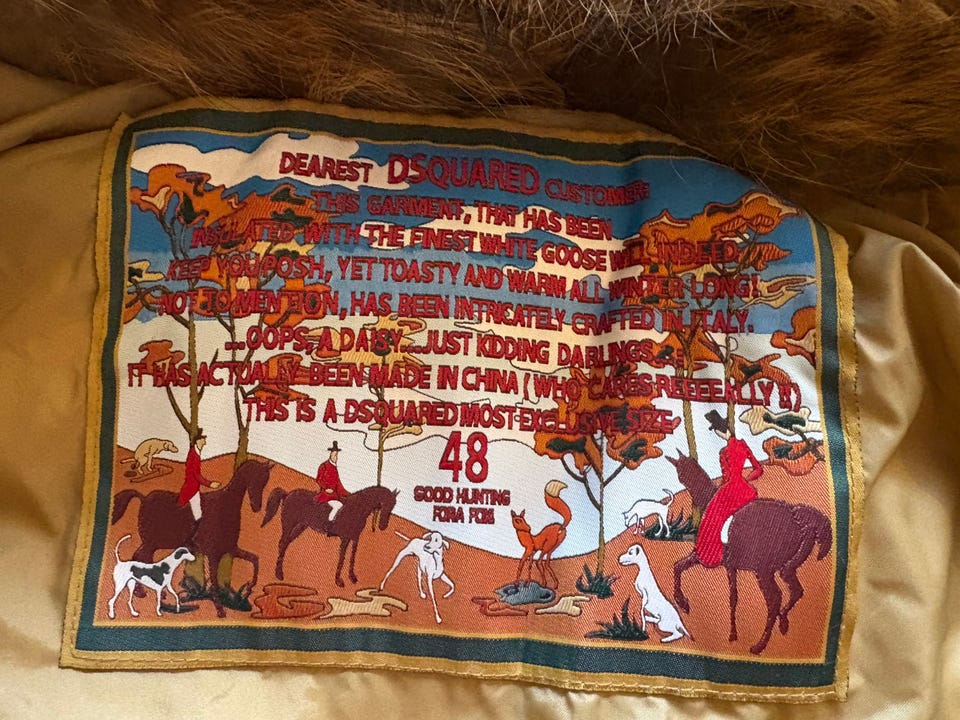 DEAREST DSQUARED CUSTOMER:
THIS GARMENT, THAT HAS BEEN
INSULATED WITH THE FINEST WHITE GOOSE WILL INDEED
KEEP YOU POSH, YET TOASTY AND WARM ALL WINTER LONG!
NOT TO MENTION, HAS BEEN INTRICATELY CRAFTED IN ITALY.
...OOPS, A DAISY...JUST KIDDING DARLINGS...
IT HAS ACTUALLY BEEN MADE IN CHINA (WHO CARES REEEEALLY !!)
THIS IS A DSQUARED MOST EXCLUSIVE SIZE
48
GOOD HUNTING
FOR A FOX!